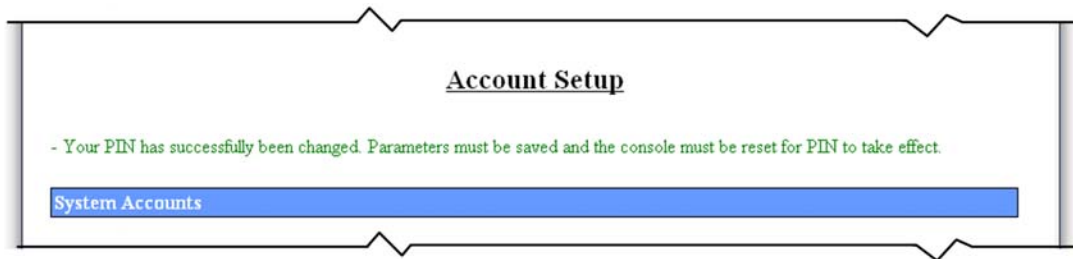 Account Setup
- Your PIN has successfully been changed. Parameters must be saved and the console must be reset for PIN to take effect.
System Accounts